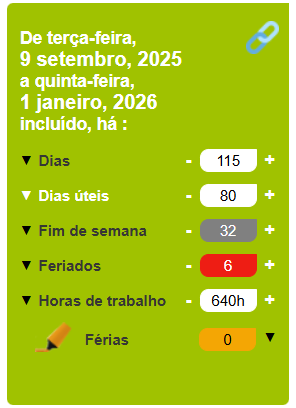 De terça-feira,
9 setembro, 2025
a quinta-feira,
1 janeiro, 2026
incluído, há :
▼ Dias - 115 +
▼ Dias úteis - 80 +
▼ Fim de semana - 32 +
▼ Feriados - 6 +
▼ Horas de trabalho - 640h +
Férias 0 ▼